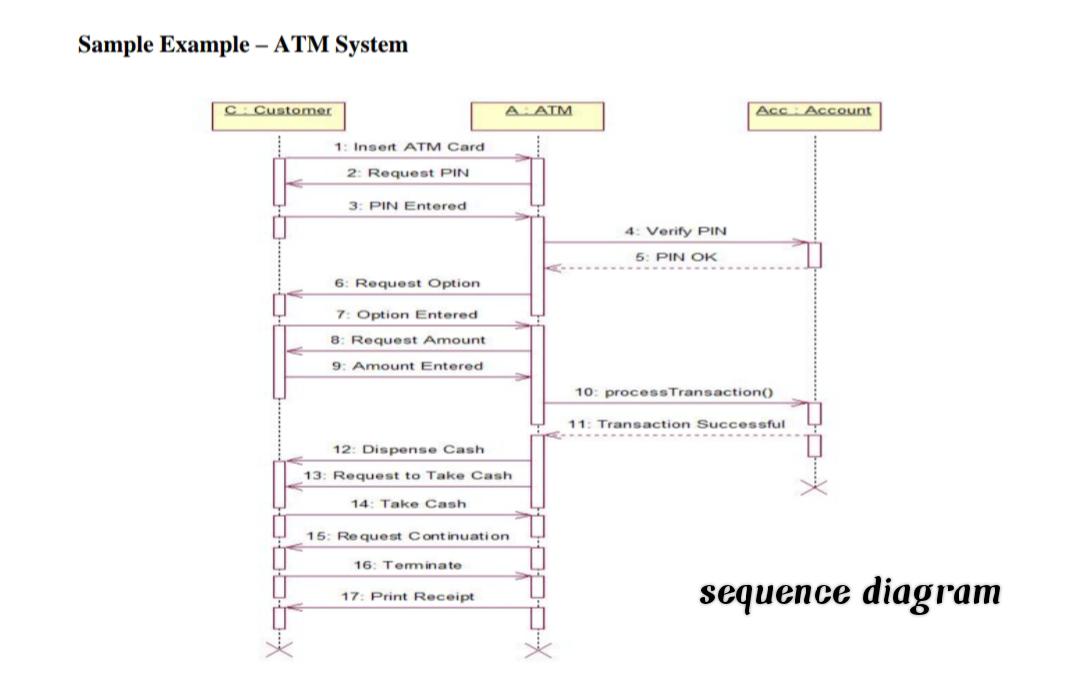 Sample Example – ATM System
C : Customer
A : ATM
Acc : Account
1: Insert ATM Card
2: Request PIN
3: PIN Entered
4: Verify PIN
5: PIN OK
6: Request Option
7: Option Entered
8: Request Amount
9: Amount Entered
10: processTransaction()
11: Transaction Successful
12: Dispense Cash
13: Request to Take Cash
14: Take Cash
15: Request Continuation
16: Terminate
17: Print Receipt
sequence diagram